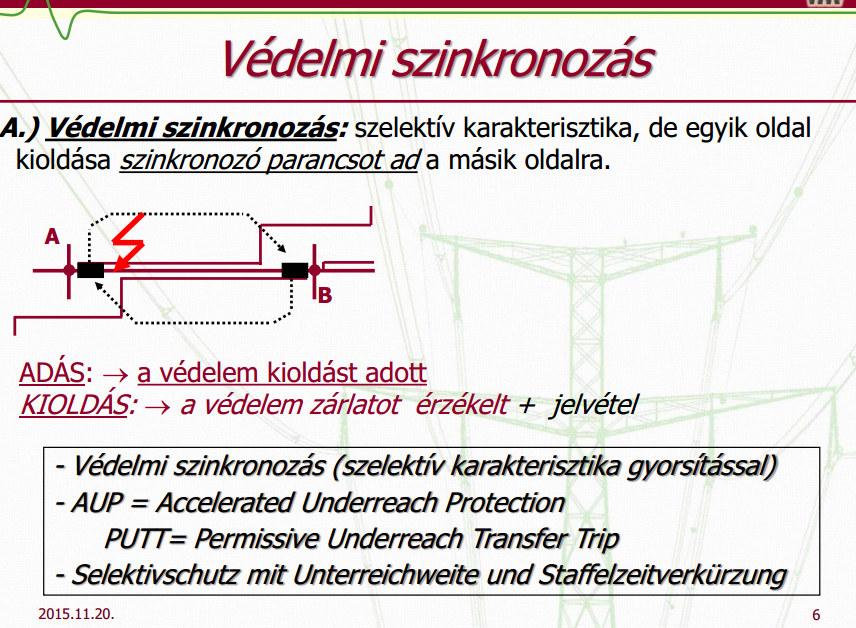 Védelmi szinkronozás
A.) Védelmi szinkronozás: szelektív karakterisztika, de egyik oldal
kioldása szinkronozó parancsot ad a másik oldalra.
A
B
ADÁS: → a védelem kioldást adott
KIOLDÁS: → a védelem zárlatot érzékelt + jelvétel
- Védelmi szinkronozás (szelektív karakterisztika gyorsítással)
- AUP = Accelerated Underreach Protection
PUTT= Permissive Underreach Transfer Trip
- Selektivschutz mit Unterreichweite und Staffelzeitverkürzung
2015.11.20.
6